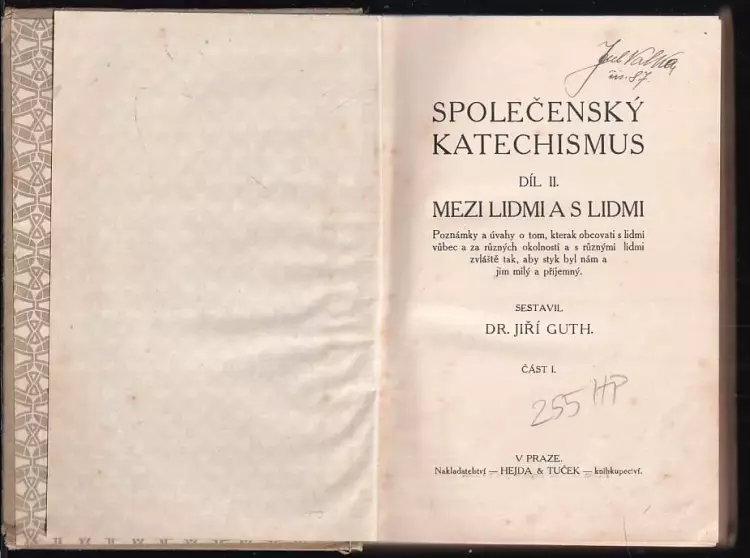 SPOLEČENSKÝ
KATECHISMUS
DÍL II.
MEZI LIDMI A S LIDMI
Poznámky a úvahy o tom, kterak obcovati s lidmi
vůbec a za různých okolností a s různými lidmi
zvláště tak, aby styk byl nám a
jim milý a příjemný.
SESTAVIL
DR. JIŘÍ GUTH.
ČÁST I.
255 HP
V PRAZE.
Nakladatelství — HEJDA & TUČEK — knihkupectví.